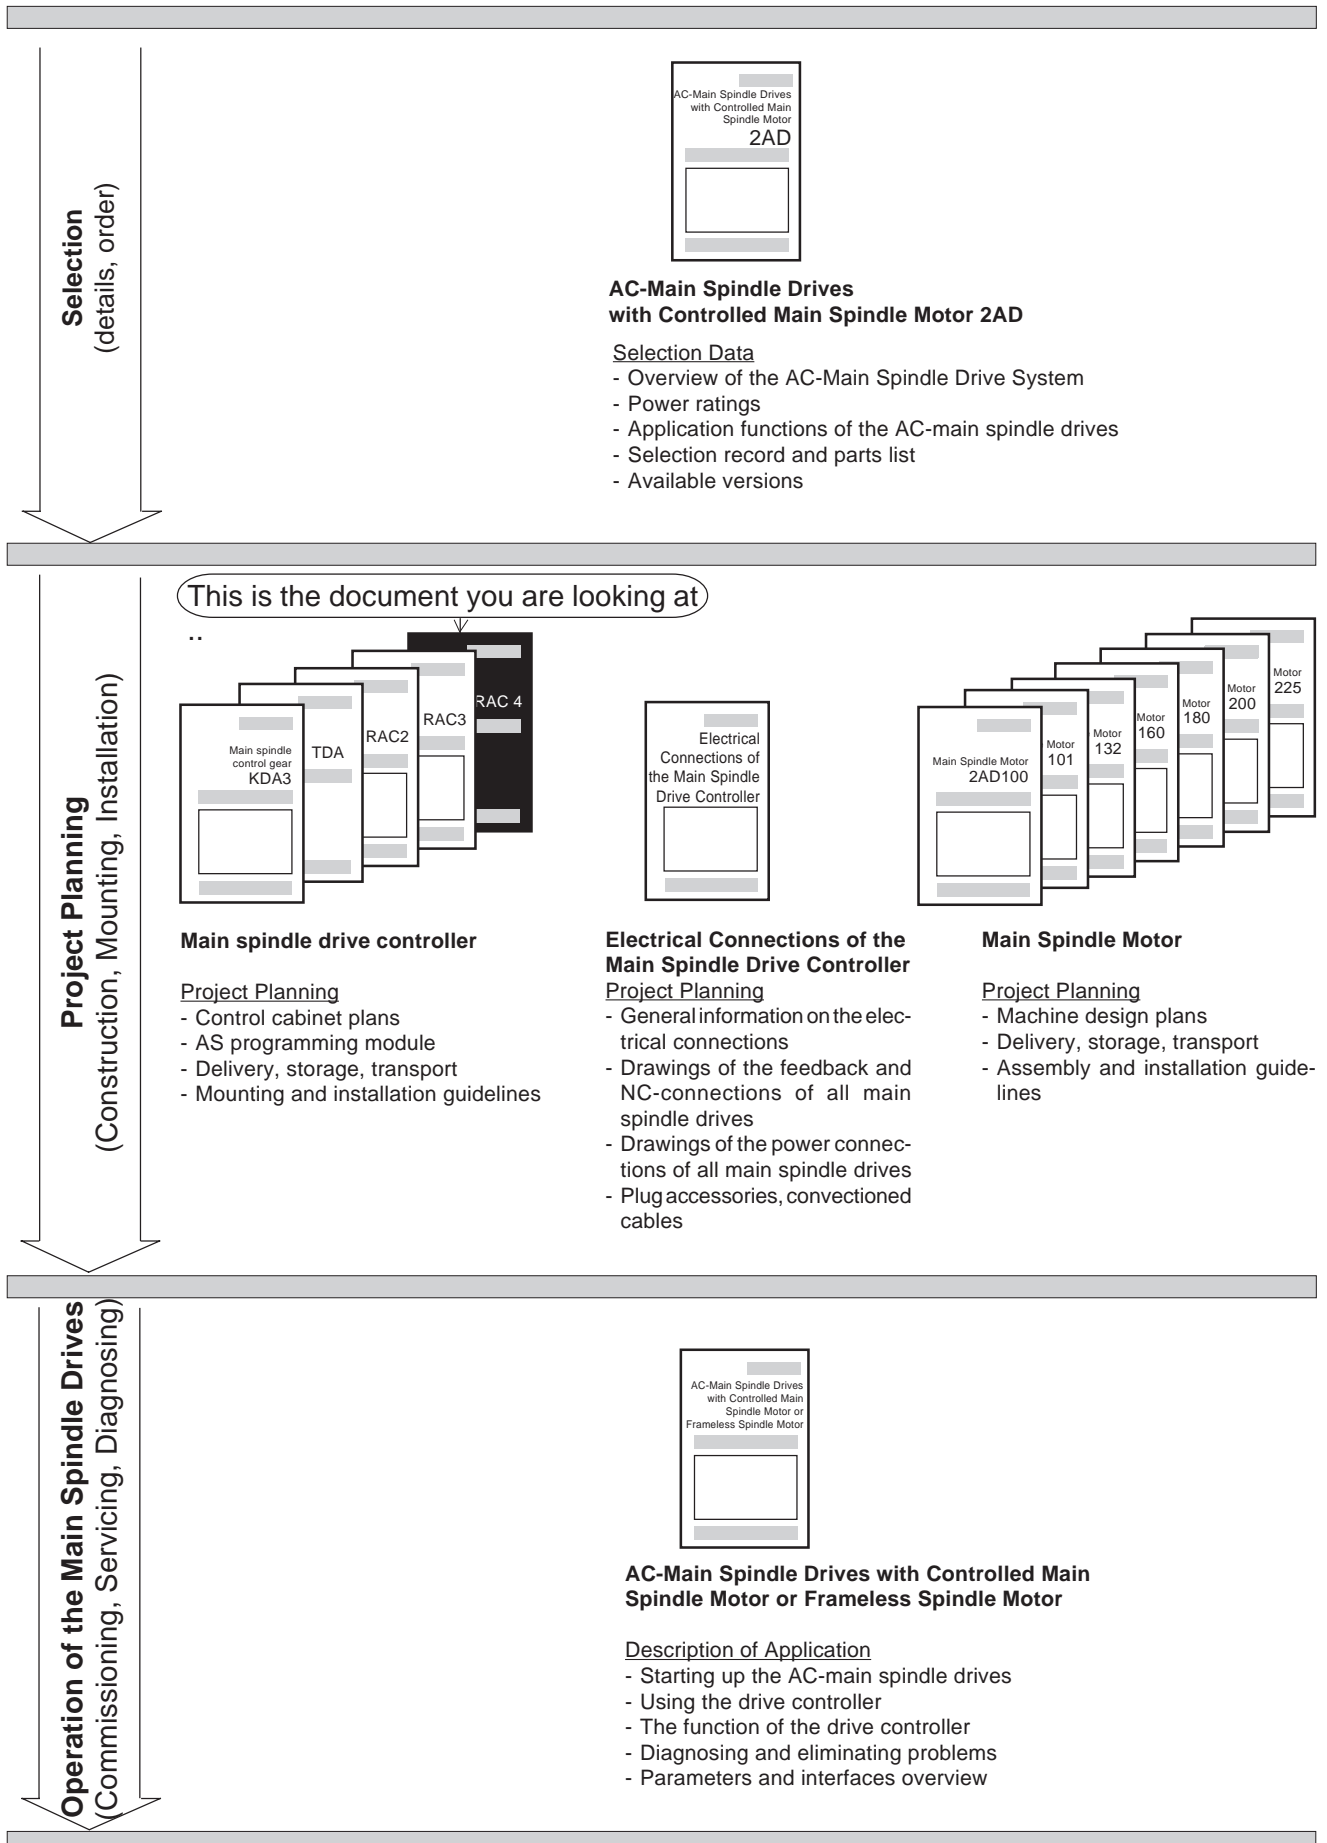 Selection
(details, order)
AC-Main Spindle Drives
with Controlled Main
Spindle Motor
2AD
AC-Main Spindle Drives
with Controlled Main Spindle Motor 2AD
Selection Data
- Overview of the AC-Main Spindle Drive System
- Power ratings
- Application functions of the AC-main spindle drives
- Selection record and parts list
- Available versions
Project Planning
(Construction, Mounting, Installation)
This is the document you are looking at
..
Main spindle
control gear
KDA3
TDA
RAC2
RAC3
RAC 4
Main spindle drive controller
Project Planning
- Control cabinet plans
- AS programming module
- Delivery, storage, transport
- Mounting and installation guidelines
Electrical
Connections of
the Main Spindle
Drive Controller
Electrical Connections of the
Main Spindle Drive Controller
Project Planning
- General information on the elec-
trical connections
- Drawings of the feedback and
NC-connections of all main
spindle drives
- Drawings of the power connec-
tions of all main spindle drives
- Plug accessories, convectioned
cables
Main Spindle Motor
2AD100
Motor
101
Motor
132
Motor
160
Motor
180
Motor
200
Motor
225
Main Spindle Motor
Project Planning
- Machine design plans
- Delivery, storage, transport
- Assembly and installation guide-
lines
Operation of the Main Spindle Drives
(Commissioning, Servicing, Diagnosing)
AC-Main Spindle Drives
with Controlled Main
Spindle Motor or
Frameless Spindle Motor
AC-Main Spindle Drives with Controlled Main
Spindle Motor or Frameless Spindle Motor
Description of Application
- Starting up the AC-main spindle drives
- Using the drive controller
- The function of the drive controller
- Diagnosing and eliminating problems
- Parameters and interfaces overview